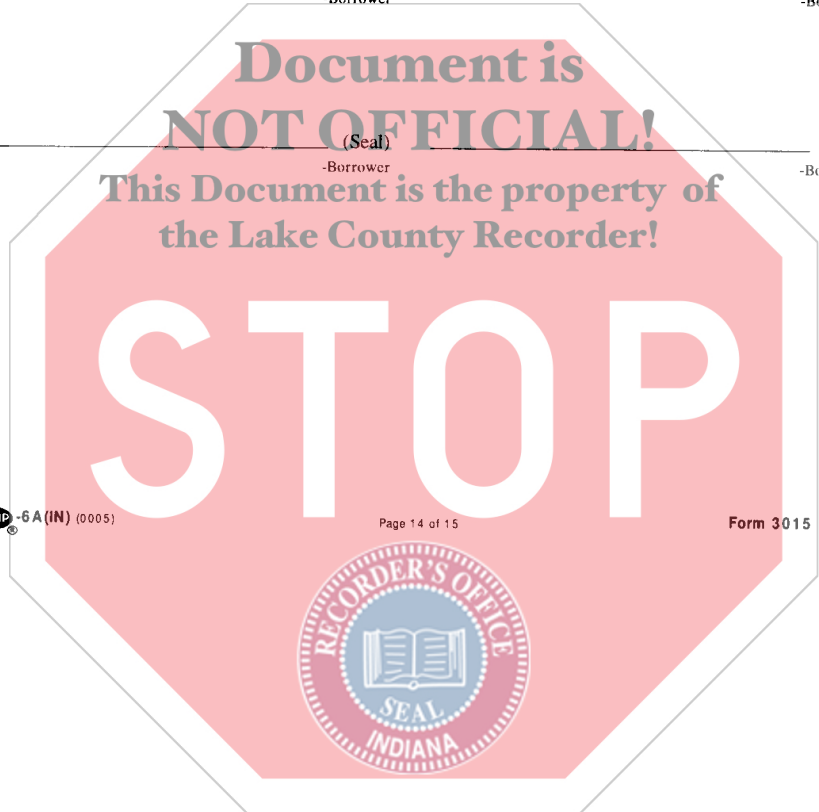 Borrower
Document is
NOT OFFICIAL!
(Seal)
-Borrower
This Document is the property of
the Lake County Recorder!
STOP
-6A(IN) (0005)
Page 14 of 15
Form 3015
®
RECORDER'S OFFICE
SEAL
INDIANA